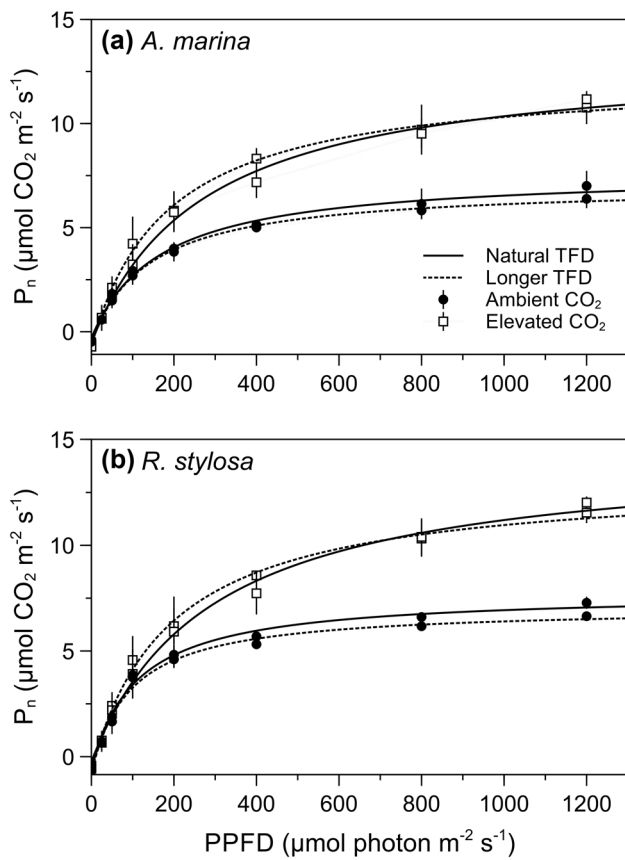 15
(a) A. marina
10
5
0
Pₙ (µmol CO₂ m⁻² s⁻¹)
Natural TFD
Longer TFD
Ambient CO₂
Elevated CO₂
0 200 400 600 800 1000 1200
15
(b) R. stylosa
10
5
0
Pₙ (µmol CO₂ m⁻² s⁻¹)
0 200 400 600 800 1000 1200
PPFD (µmol photon m⁻² s⁻¹)